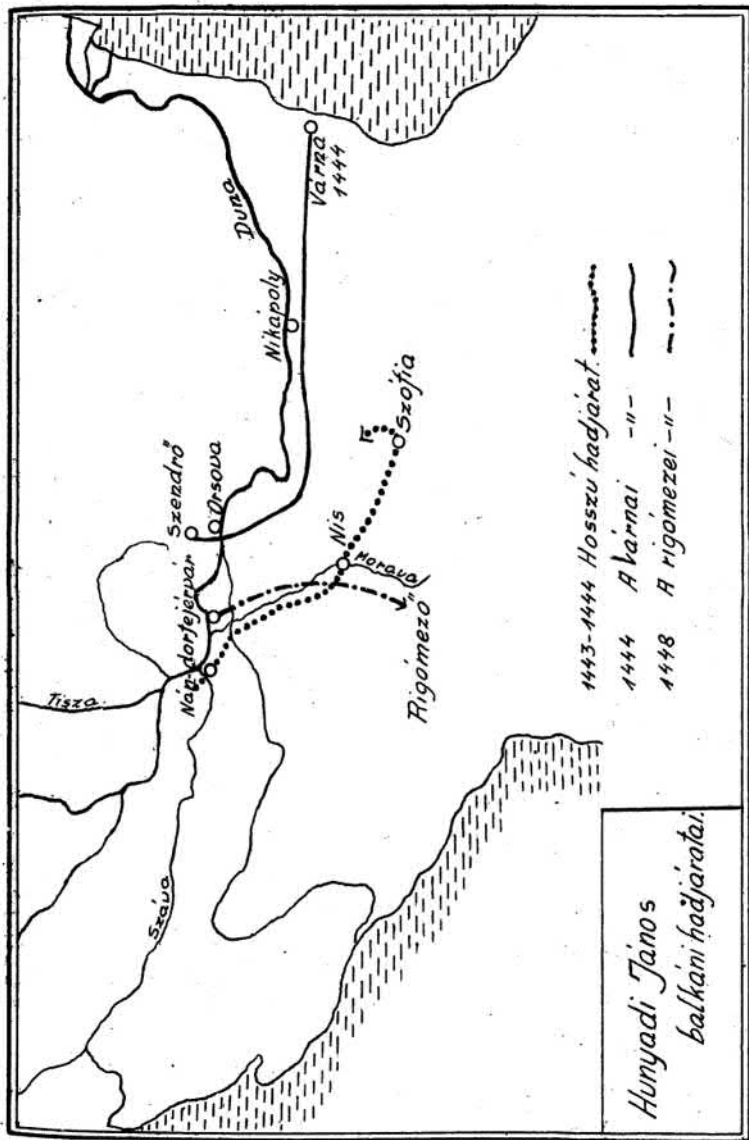 Hunyadi János
balkáni hadjáratai.
1443-1444 Hosszú hadjárat.
1444 A várnai -"-
1448 A rigómezei -"-
Tisza
Száva
Nándorfejérvár
Szendrő
Orsova
Duna
Nikápoly
Várna
1444
Szófia
Nis
Morava
Rigómező